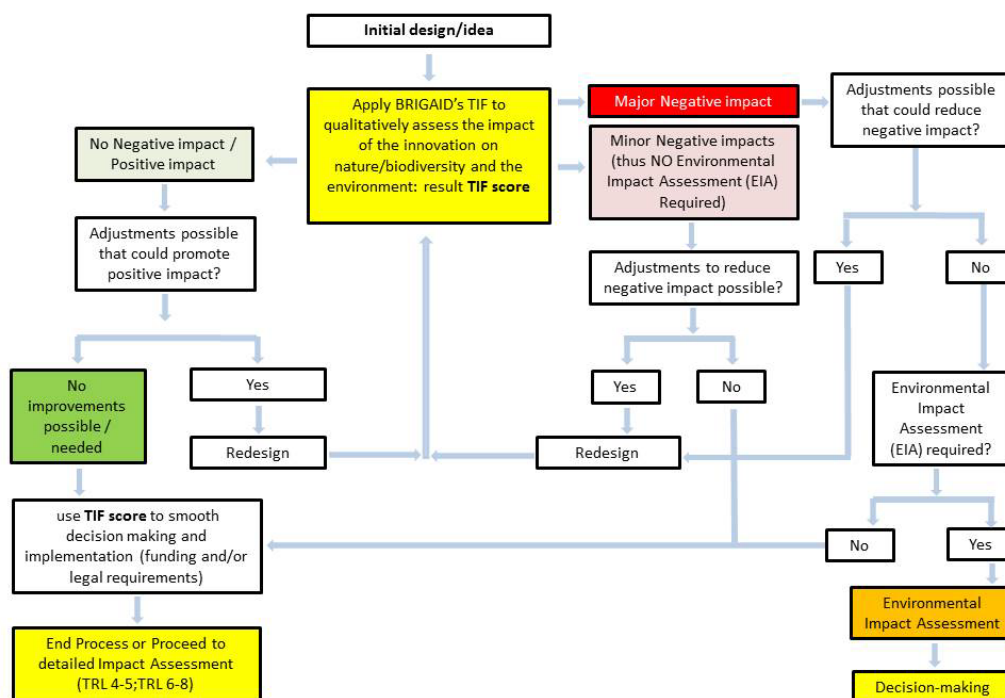 Initial design/idea
Apply BRIGAID's TIF to
qualitatively assess the impact
of the innovation on
nature/biodiversity and the
environment: result TIF score
Major Negative impact
Adjustments possible
that could reduce
negative impact?
No Negative impact /
Positive impact
Minor Negative impacts
(thus NO Environmental
Impact Assessment (EIA)
Required)
Adjustments possible
that could promote
positive impact?
Adjustments to reduce
negative impact possible?
Yes
No
No
improvements
possible /
needed
Yes
Yes
No
Environmental
Impact
Assessment
(EIA) required?
Redesign
Redesign
use TIF score to smooth
decision making and
implementation (funding and/or
legal requirements)
No
Yes
Environmental
Impact Assessment
End Process or Proceed to
detailed Impact Assessment
(TRL 4-5;TRL 6-8)
Decision-making